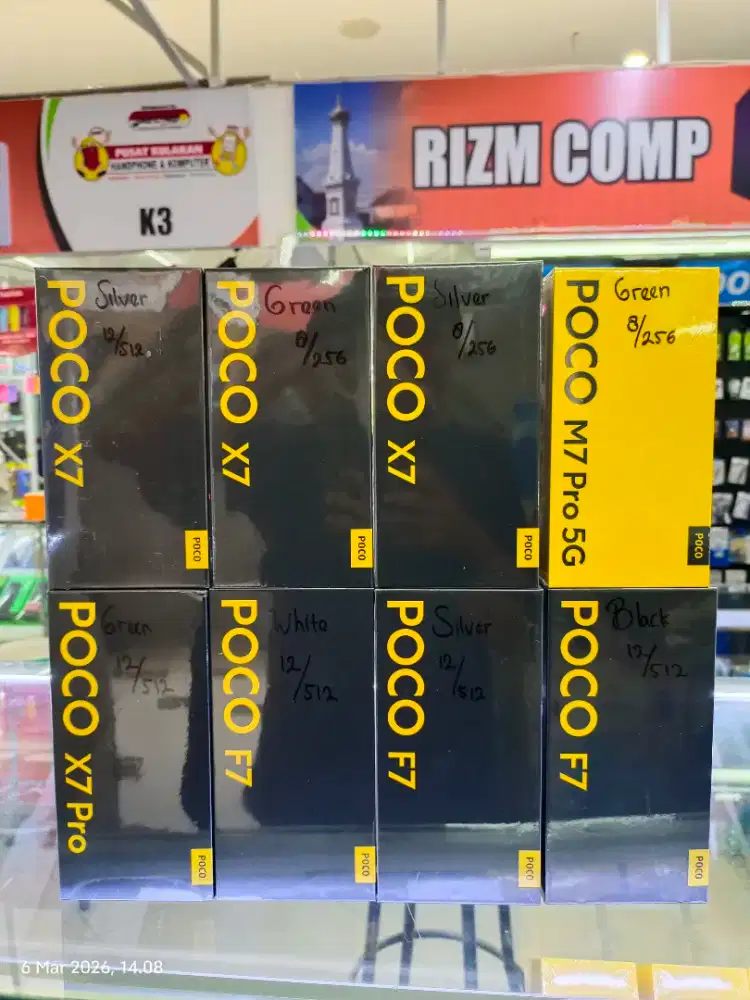 PUSAT BULARAN
HANDPHONE & KOMPUTER
K3
RIZM COMP
POCO X7
Silver
12/512
POCO
POCO X7
Green
8/256
POCO
POCO X7
Silver
8/256
POCO
POCO M7 Pro 5G
Green
8/256
POCO
POCO X7 Pro
Green
12/512
POCO
POCO F7
White
12/512
POCO
POCO F7
Silver
12/512
POCO
POCO F7
Black
12/512
POCO
6 Mar 2026, 14.08